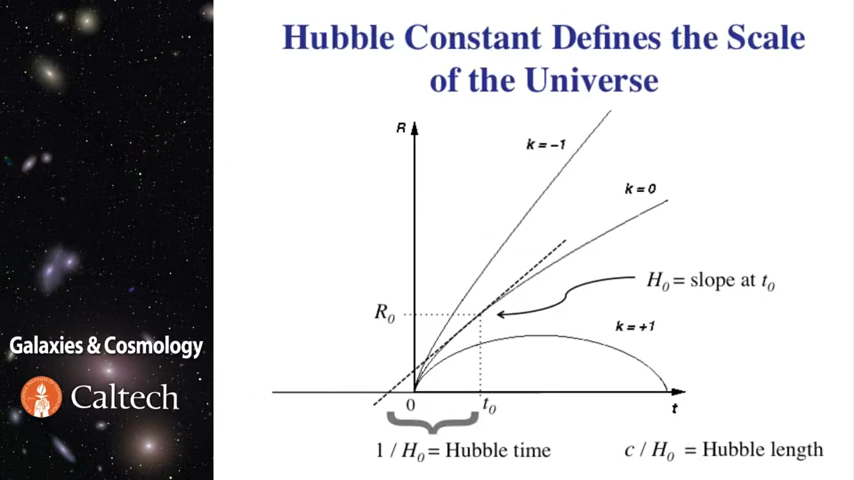 Hubble Constant Defines the Scale
of the Universe
R
k = −1
k = 0
H₀ = slope at t₀
R₀
k = +1
Galaxies & Cosmology
Caltech
0
t₀
t
1 / H₀ = Hubble time
c / H₀ = Hubble length